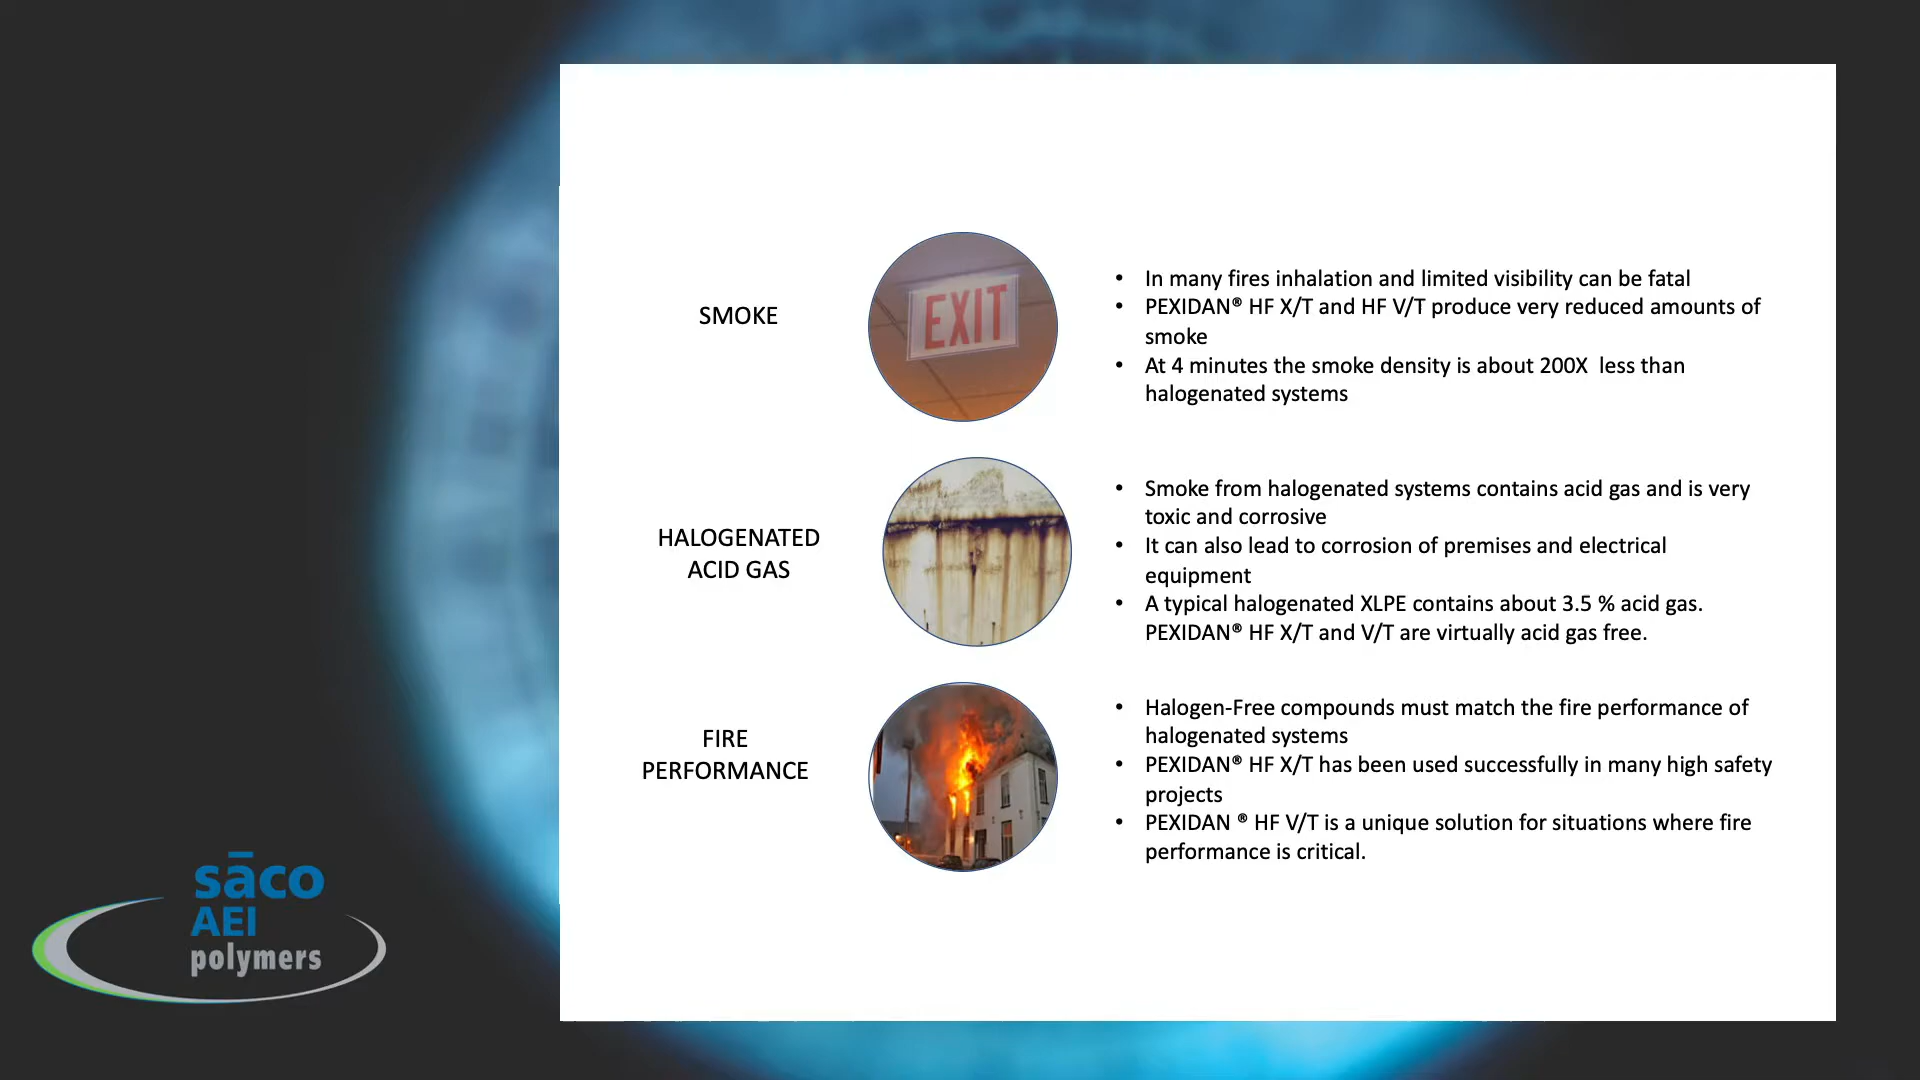 SMOKE
EXIT
• In many fires inhalation and limited visibility can be fatal
• PEXIDAN® HF X/T and HF V/T produce very reduced amounts of
smoke
• At 4 minutes the smoke density is about 200X  less than
halogenated systems
HALOGENATED
ACID GAS
• Smoke from halogenated systems contains acid gas and is very
toxic and corrosive
• It can also lead to corrosion of premises and electrical
equipment
• A typical halogenated XLPE contains about 3.5 % acid gas.
PEXIDAN® HF X/T and V/T are virtually acid gas free.
FIRE
PERFORMANCE
• Halogen-Free compounds must match the fire performance of
halogenated systems
• PEXIDAN® HF X/T has been used successfully in many high safety
projects
• PEXIDAN ® HF V/T is a unique solution for situations where fire
performance is critical.
sāco
AEI
polymers